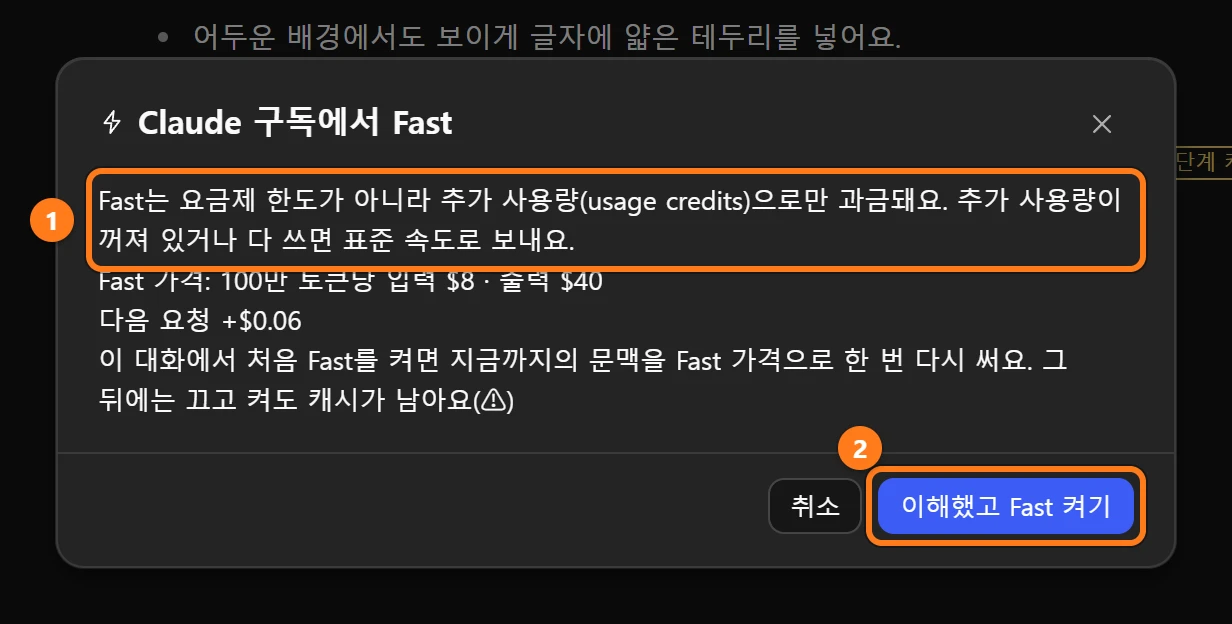 어두운 배경에서도 보이게 글자에 얇은 테두리를 넣어요.
Claude 구독에서 Fast
단계
1
Fast는 요금제 한도가 아니라 추가 사용량(usage credits)으로만 과금돼요. 추가 사용량이
꺼져 있거나 다 쓰면 표준 속도로 보내요.
Fast 가격: 100만 토큰당 입력 $8 · 출력 $40
다음 요청 +$0.06
이 대화에서 처음 Fast를 켜면 지금까지의 문맥을 Fast 가격으로 한 번 다시 써요. 그
뒤에는 끄고 켜도 캐시가 남아요(⚠)
2
취소
이해했고 Fast 켜기